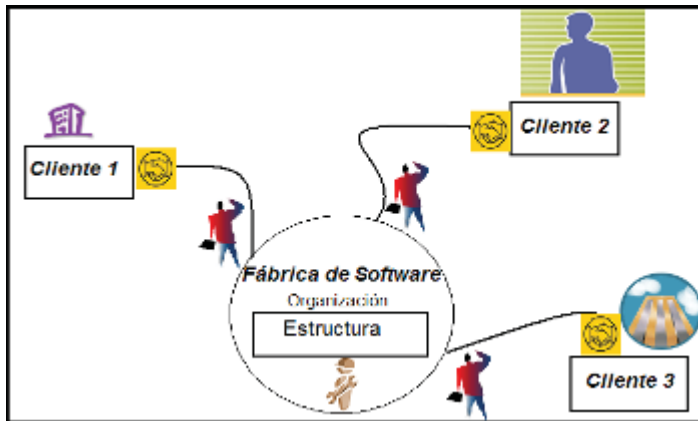 Cliente 2
Cliente 1
Fábrica de Software
Organización
Estructura
Cliente 3